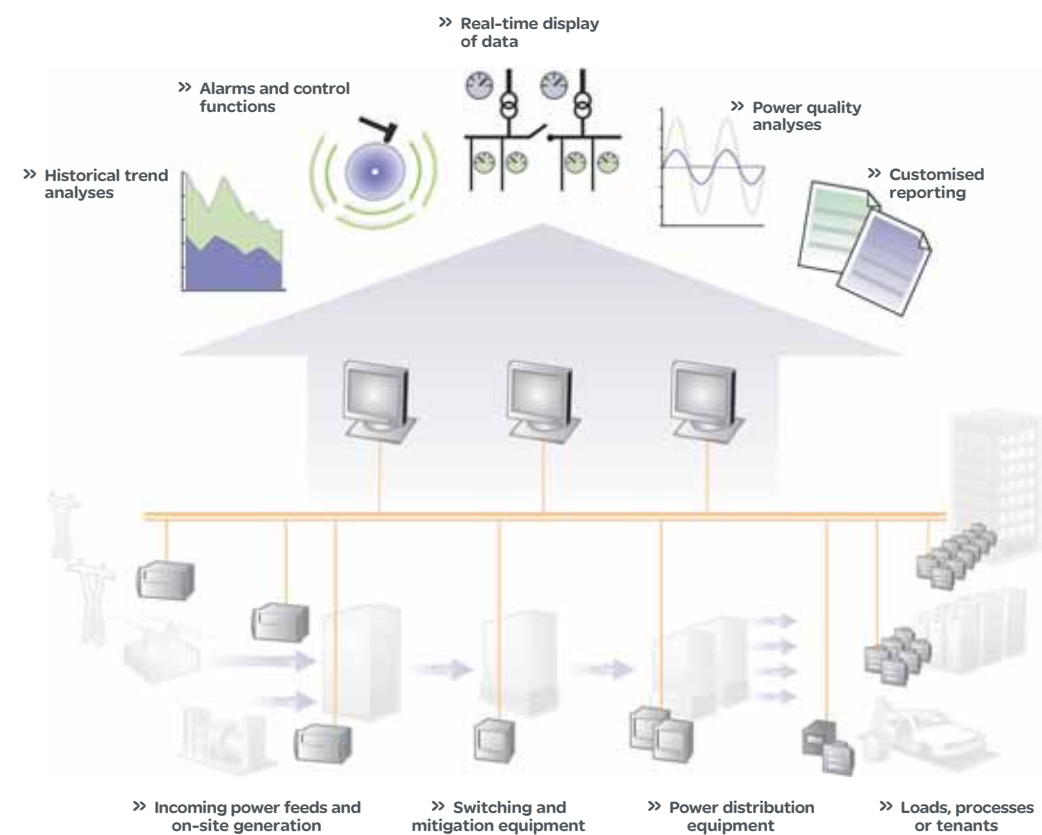 >> Real-time display
of data
>> Alarms and control
functions
>> Power quality
analyses
>> Historical trend
analyses
>> Customised
reporting
>> Incoming power feeds and
on-site generation
>> Switching and
mitigation equipment
>> Power distribution
equipment
>> Loads, processes
or tenants